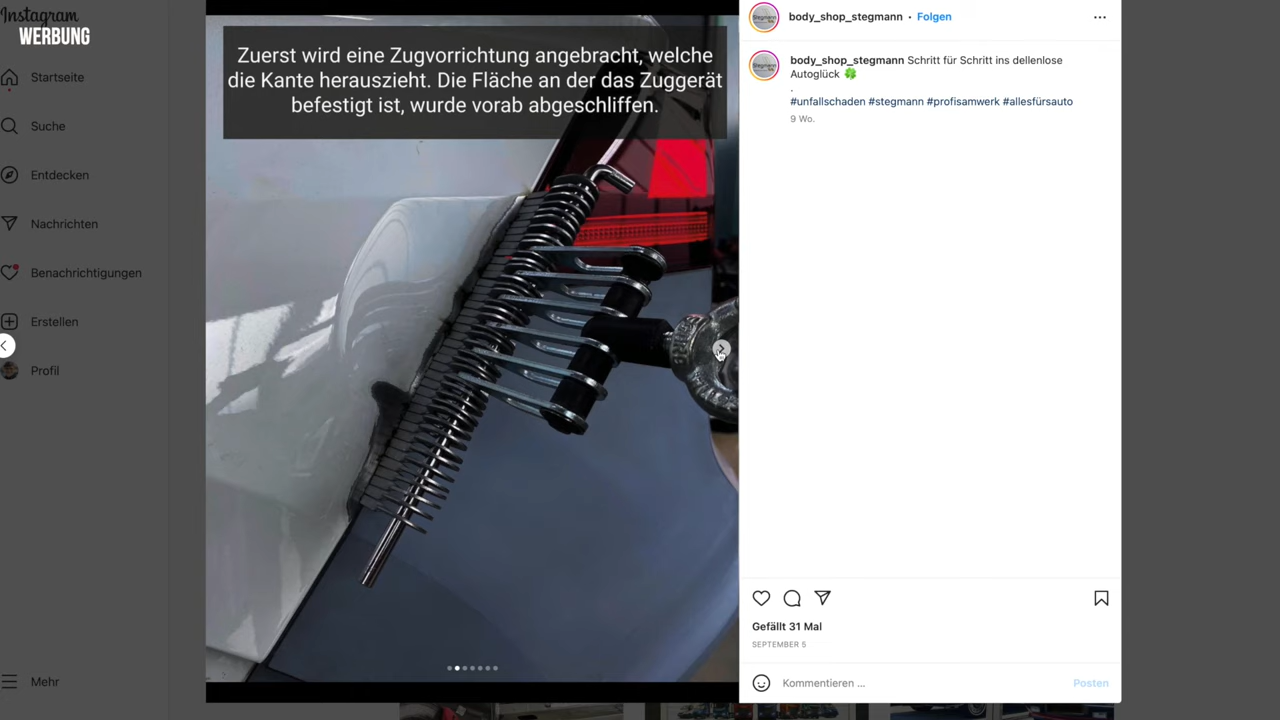 Instagram
WERBUNG
Startseite
Suche
Entdecken
Nachrichten
Benachrichtigungen
Erstellen
Profil
Mehr
Zuerst wird eine Zugvorrichtung angebracht, welche
die Kante herauszieht. Die Fläche an der das Zuggerät
befestigt ist, wurde vorab abgeschliffen.
body_shop_stegmann • Folgen
body_shop_stegmann Schritt für Schritt ins dellenlose
Autoglück 🍀
.
#unfallschaden #stegmann #profisamwerk #allesfürsauto
9 Wo.
Gefällt 31 Mal
SEPTEMBER 5
Kommentieren ...
Posten